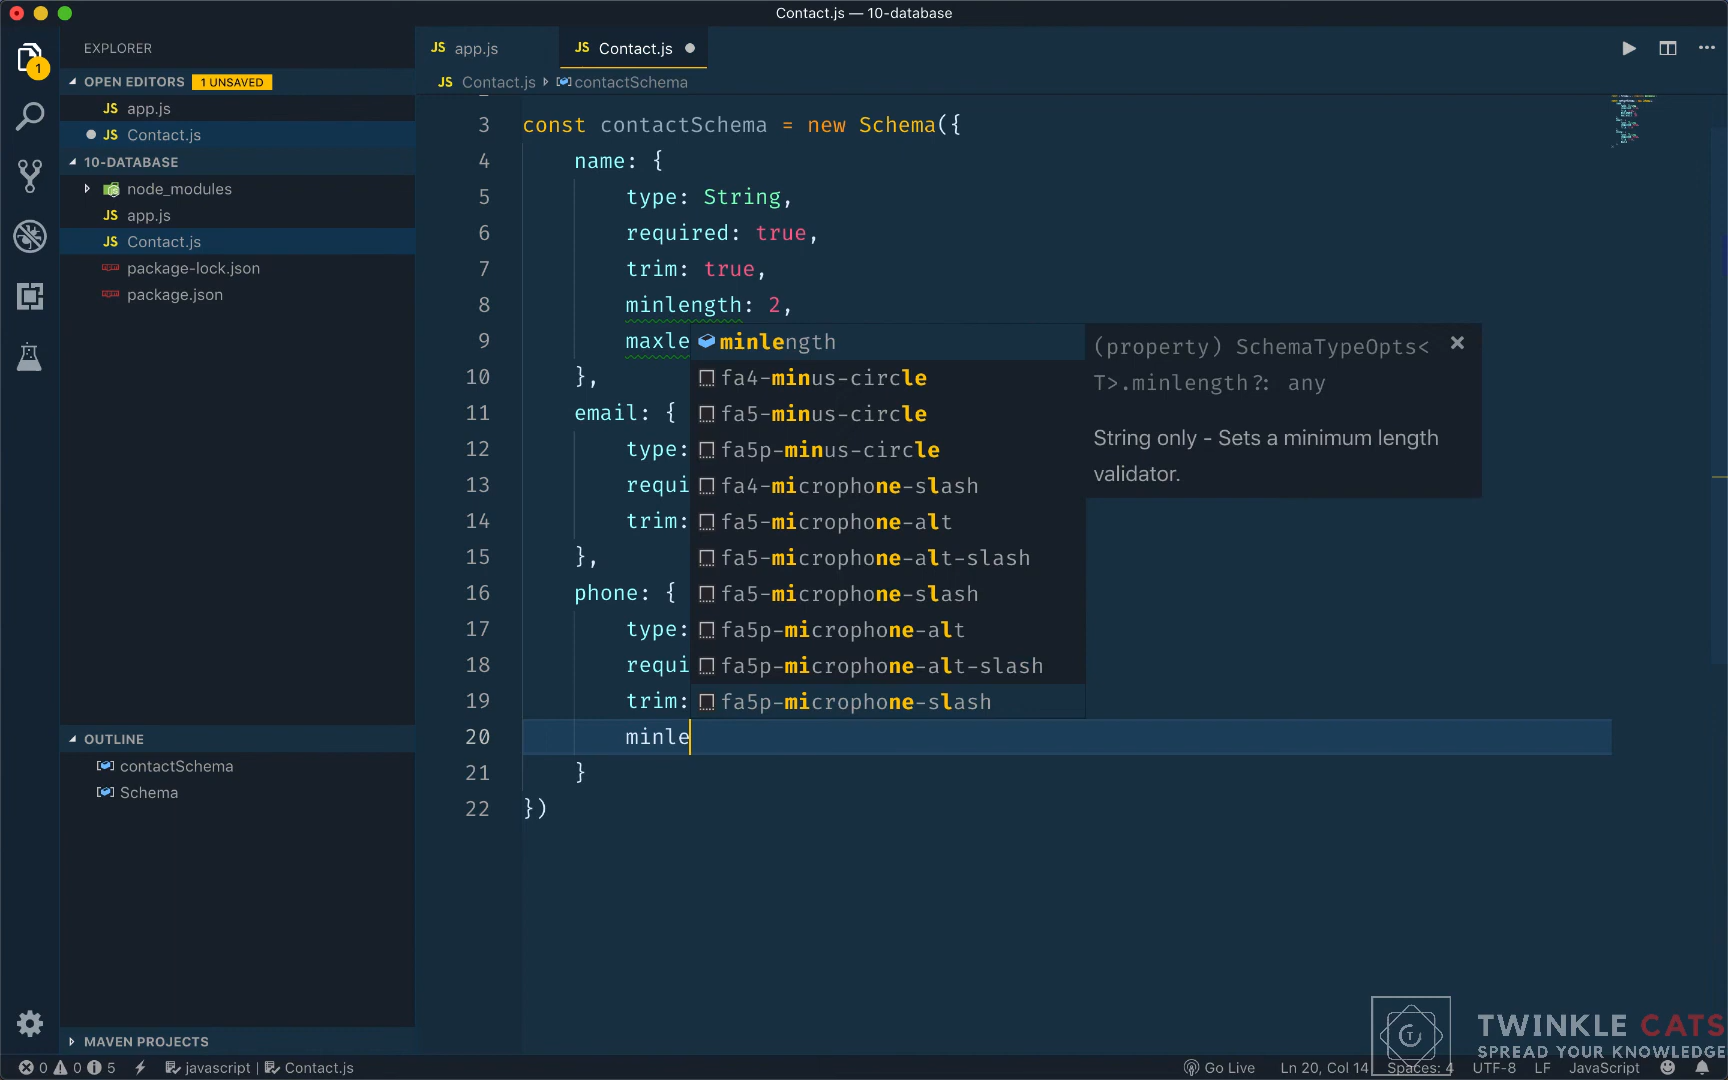 Contact.js — 10-database
EXPLORER
JS app.js
JS Contact.js
1
OPEN EDITORS 1 UNSAVED
JS Contact.js contactSchema
JS app.js
JS Contact.js
10-DATABASE
node_modules
JS app.js
JS Contact.js
package-lock.json
package.json
3 const contactSchema = new Schema({
4 name: {
5 type: String,
6 required: true,
7 trim: true,
8 minlength: 2,
9 maxle
10 },
11 email: {
12 type:
13 requi
14 trim:
15 },
16 phone: {
17 type:
18 requi
19 trim:
20 minle
21 }
22 })
minlength
fa4-minus-circle
fa5-minus-circle
fa5p-minus-circle
fa4-microphone-slash
fa5-microphone-alt
fa5-microphone-alt-slash
fa5-microphone-slash
fa5p-microphone-alt
fa5p-microphone-alt-slash
fa5p-microphone-slash
(property) SchemaTypeOpts<
T>.minlength?: any
String only - Sets a minimum length
validator.
OUTLINE
contactSchema
Schema
MAVEN PROJECTS
TWINKLE CATS
SPREAD YOUR KNOWLEDGE
0 0 5 javascript | Contact.js Go Live Ln 20, Col 14 Spaces: 4 UTF-8 LF JavaScript